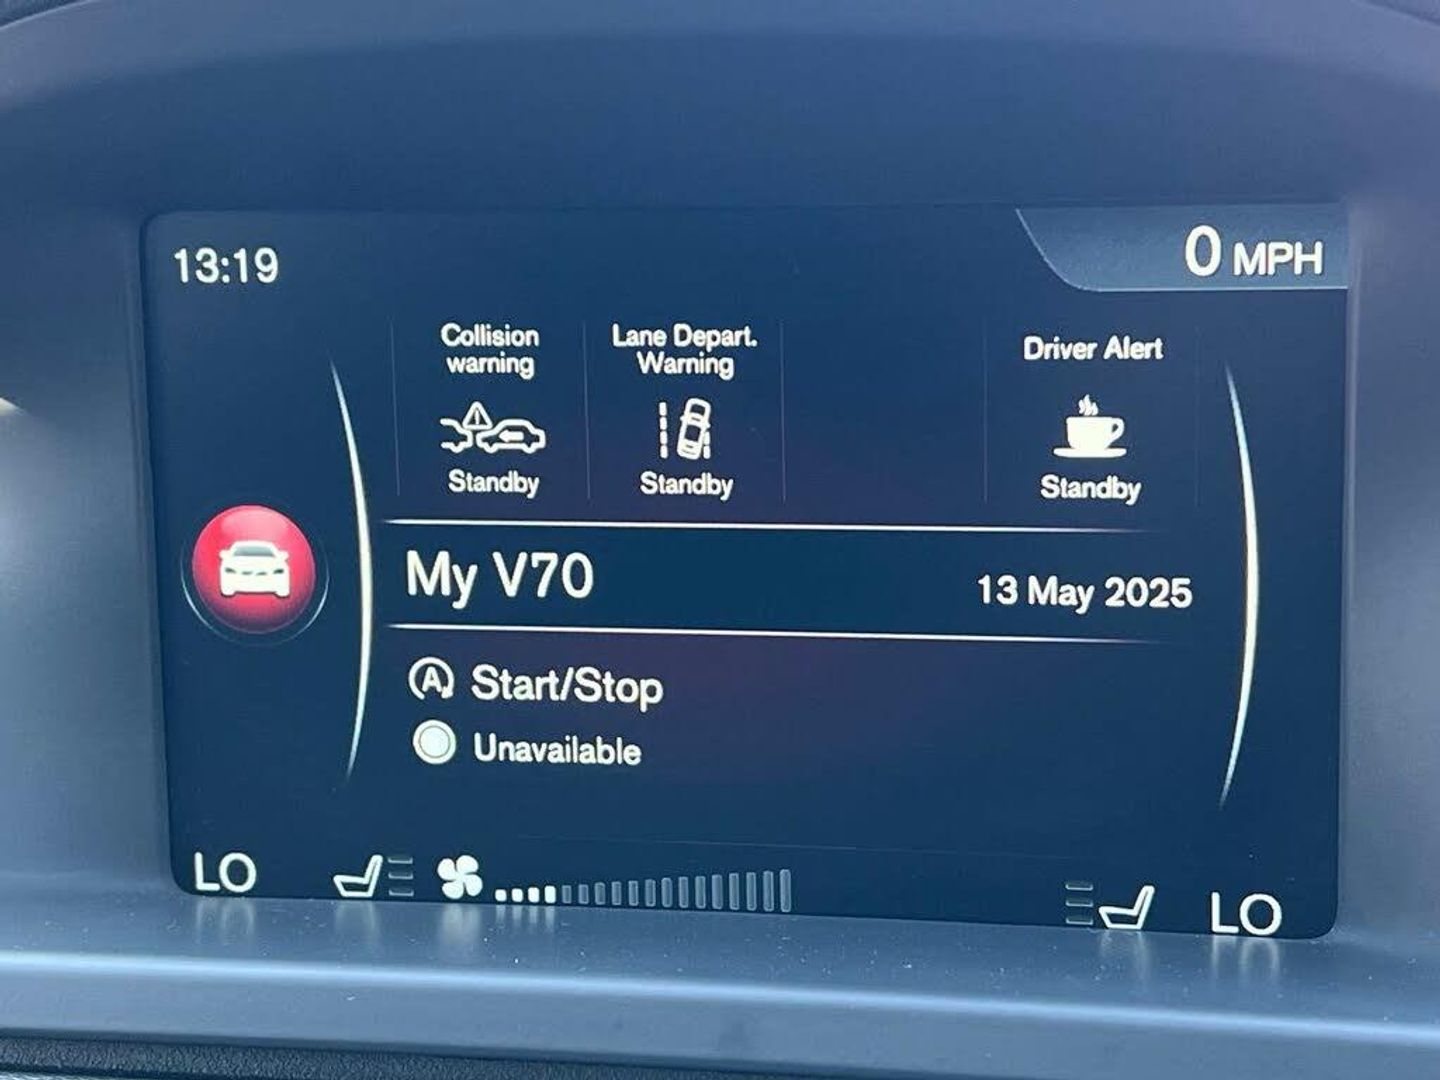 13:19
0 MPH
Collision
warning
Standby
Lane Depart.
Warning
Standby
Driver Alert
Standby
My V70
13 May 2025
A Start/Stop
Unavailable
LO
LO